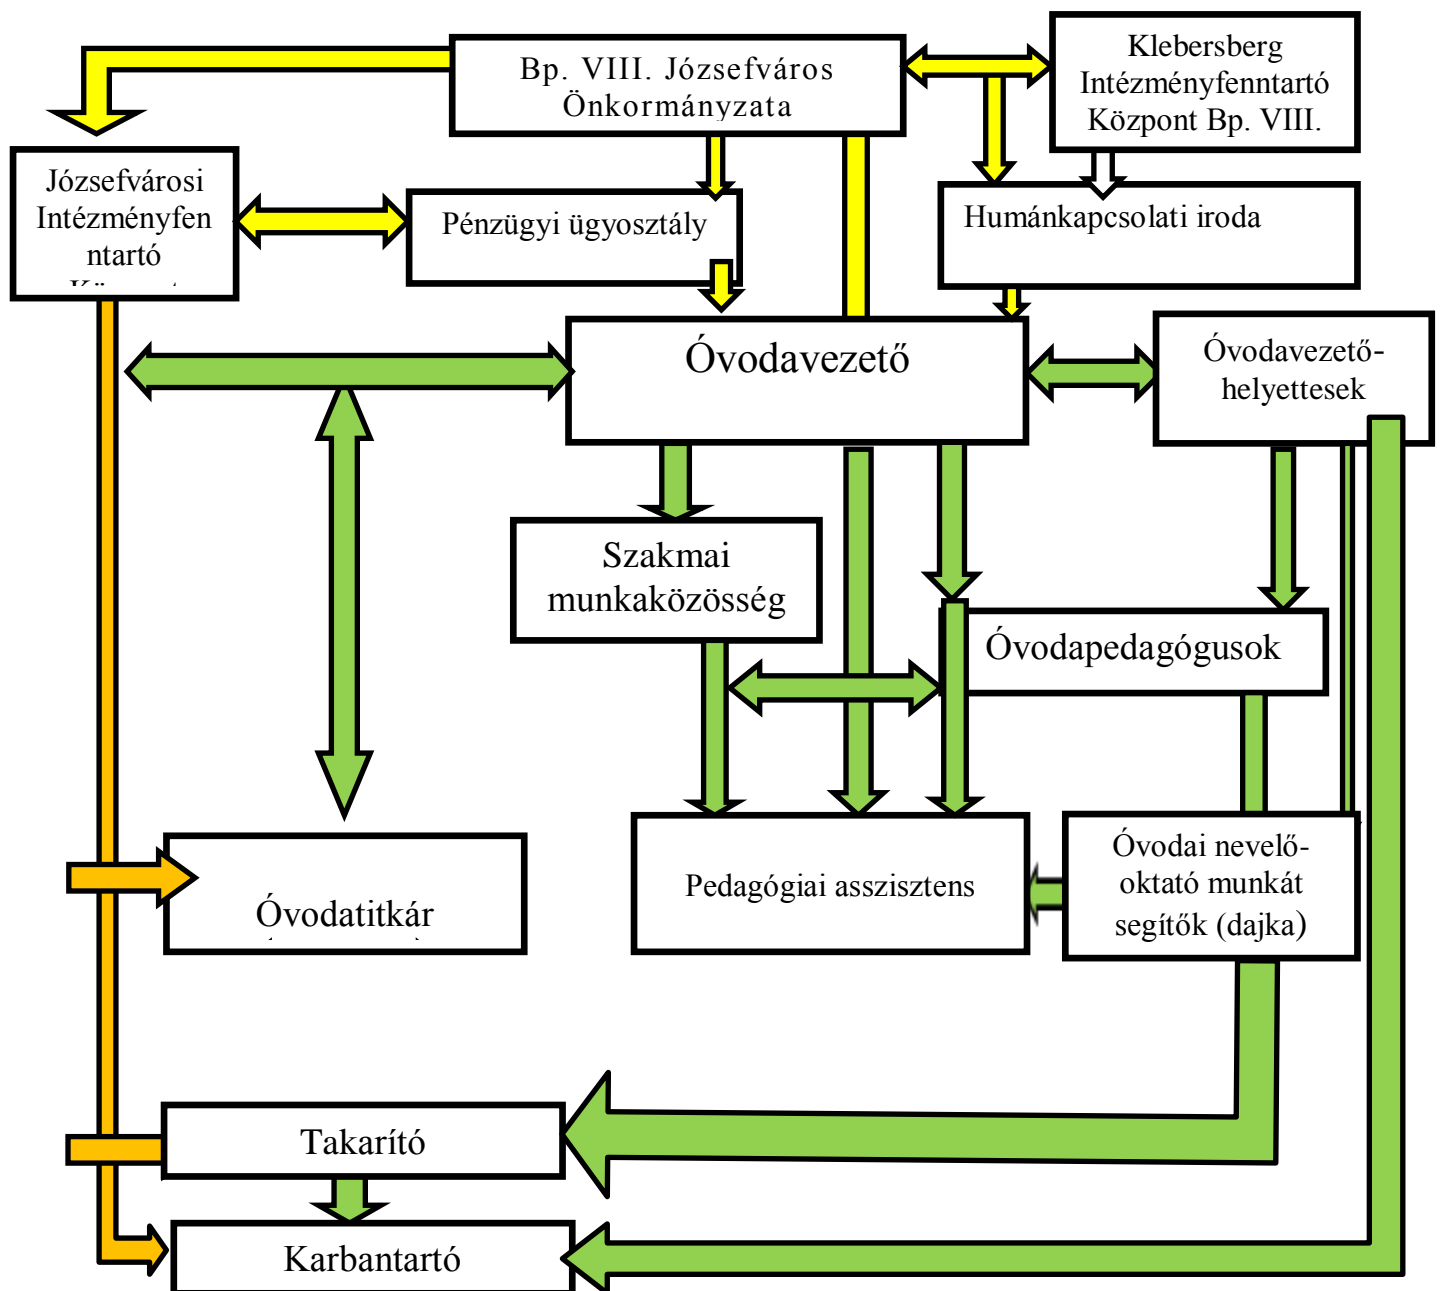 Bp. VIII. Józsefváros
Önkormányzata
Klebersberg
Intézményfenntartó
Központ Bp. VIII.
Józsefvárosi
Intézményfen
ntartó
Pénzügyi ügyosztály
Humánkapcsolati iroda
Óvodavezető
Óvodavezető-
helyettesek
Szakmai
munkaközösség
Óvodapedagógusok
Óvodatitkár
Pedagógiai asszisztens
Óvodai nevelő-
oktató munkát
segítők (dajka)
Takarító
Karbantartó